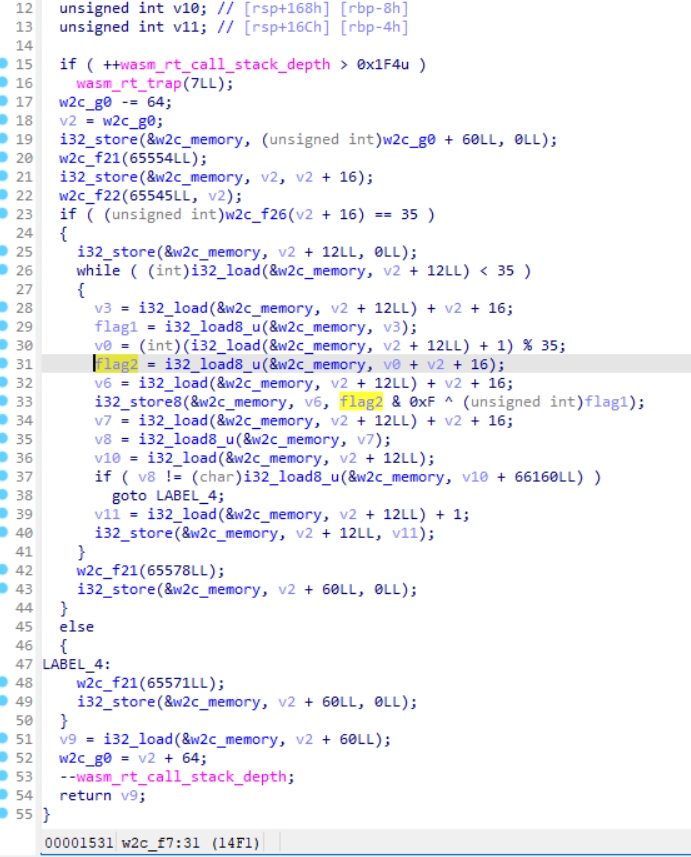 12 unsigned int v10; // [rsp+168h] [rbp-8h]
13 unsigned int v11; // [rsp+16Ch] [rbp-4h]
14
15 if ( ++wasm_rt_call_stack_depth > 0x1F4u )
16 wasm_rt_trap(7LL);
17 w2c_g0 -= 64;
18 v2 = w2c_g0;
19 i32_store(&w2c_memory, (unsigned int)w2c_g0 + 60LL, 0LL);
20 w2c_f21(65554LL);
21 i32_store(&w2c_memory, v2, v2 + 16);
22 w2c_f22(65545LL, v2);
23 if ( (unsigned int)w2c_f26(v2 + 16) == 35 )
24 {
25 i32_store(&w2c_memory, v2 + 12LL, 0LL);
26 while ( (int)i32_load(&w2c_memory, v2 + 12LL) < 35 )
27 {
28 v3 = i32_load(&w2c_memory, v2 + 12LL) + v2 + 16;
29 flag1 = i32_load8_u(&w2c_memory, v3);
30 v0 = (int)(i32_load(&w2c_memory, v2 + 12LL) + 1) % 35;
31 flag2 = i32_load8_u(&w2c_memory, v0 + v2 + 16);
32 v6 = i32_load(&w2c_memory, v2 + 12LL) + v2 + 16;
33 i32_store8(&w2c_memory, v6, flag2 & 0xF ^ (unsigned int)flag1);
34 v7 = i32_load(&w2c_memory, v2 + 12LL) + v2 + 16;
35 v8 = i32_load8_u(&w2c_memory, v7);
36 v10 = i32_load(&w2c_memory, v2 + 12LL);
37 if ( v8 != (char)i32_load8_u(&w2c_memory, v10 + 66160LL) )
38 goto LABEL_4;
39 v11 = i32_load(&w2c_memory, v2 + 12LL) + 1;
40 i32_store(&w2c_memory, v2 + 12LL, v11);
41 }
42 w2c_f21(65578LL);
43 i32_store(&w2c_memory, v2 + 60LL, 0LL);
44 }
45 else
46 {
47 LABEL_4:
48 w2c_f21(65571LL);
49 i32_store(&w2c_memory, v2 + 60LL, 0LL);
50 }
51 v9 = i32_load(&w2c_memory, v2 + 60LL);
52 w2c_g0 = v2 + 64;
53 --wasm_rt_call_stack_depth;
54 return v9;
55 }
00001531 w2c_f7:31 (14F1)